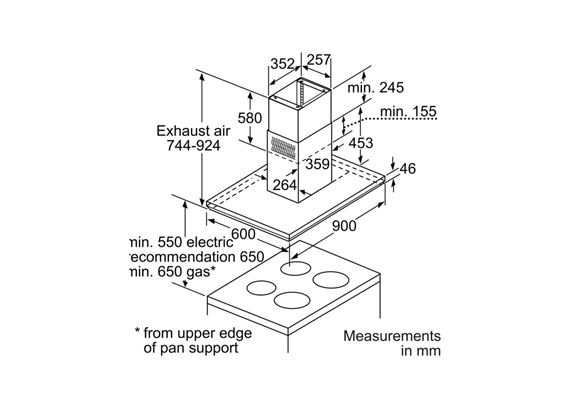 352
257
min. 245
580
min. 155
Exhaust air
744-924
453
359
46
264
600
900
min. 550 electric
recommendation 650
min. 650 gas*
* from upper edge
of pan support
Measurements
in mm